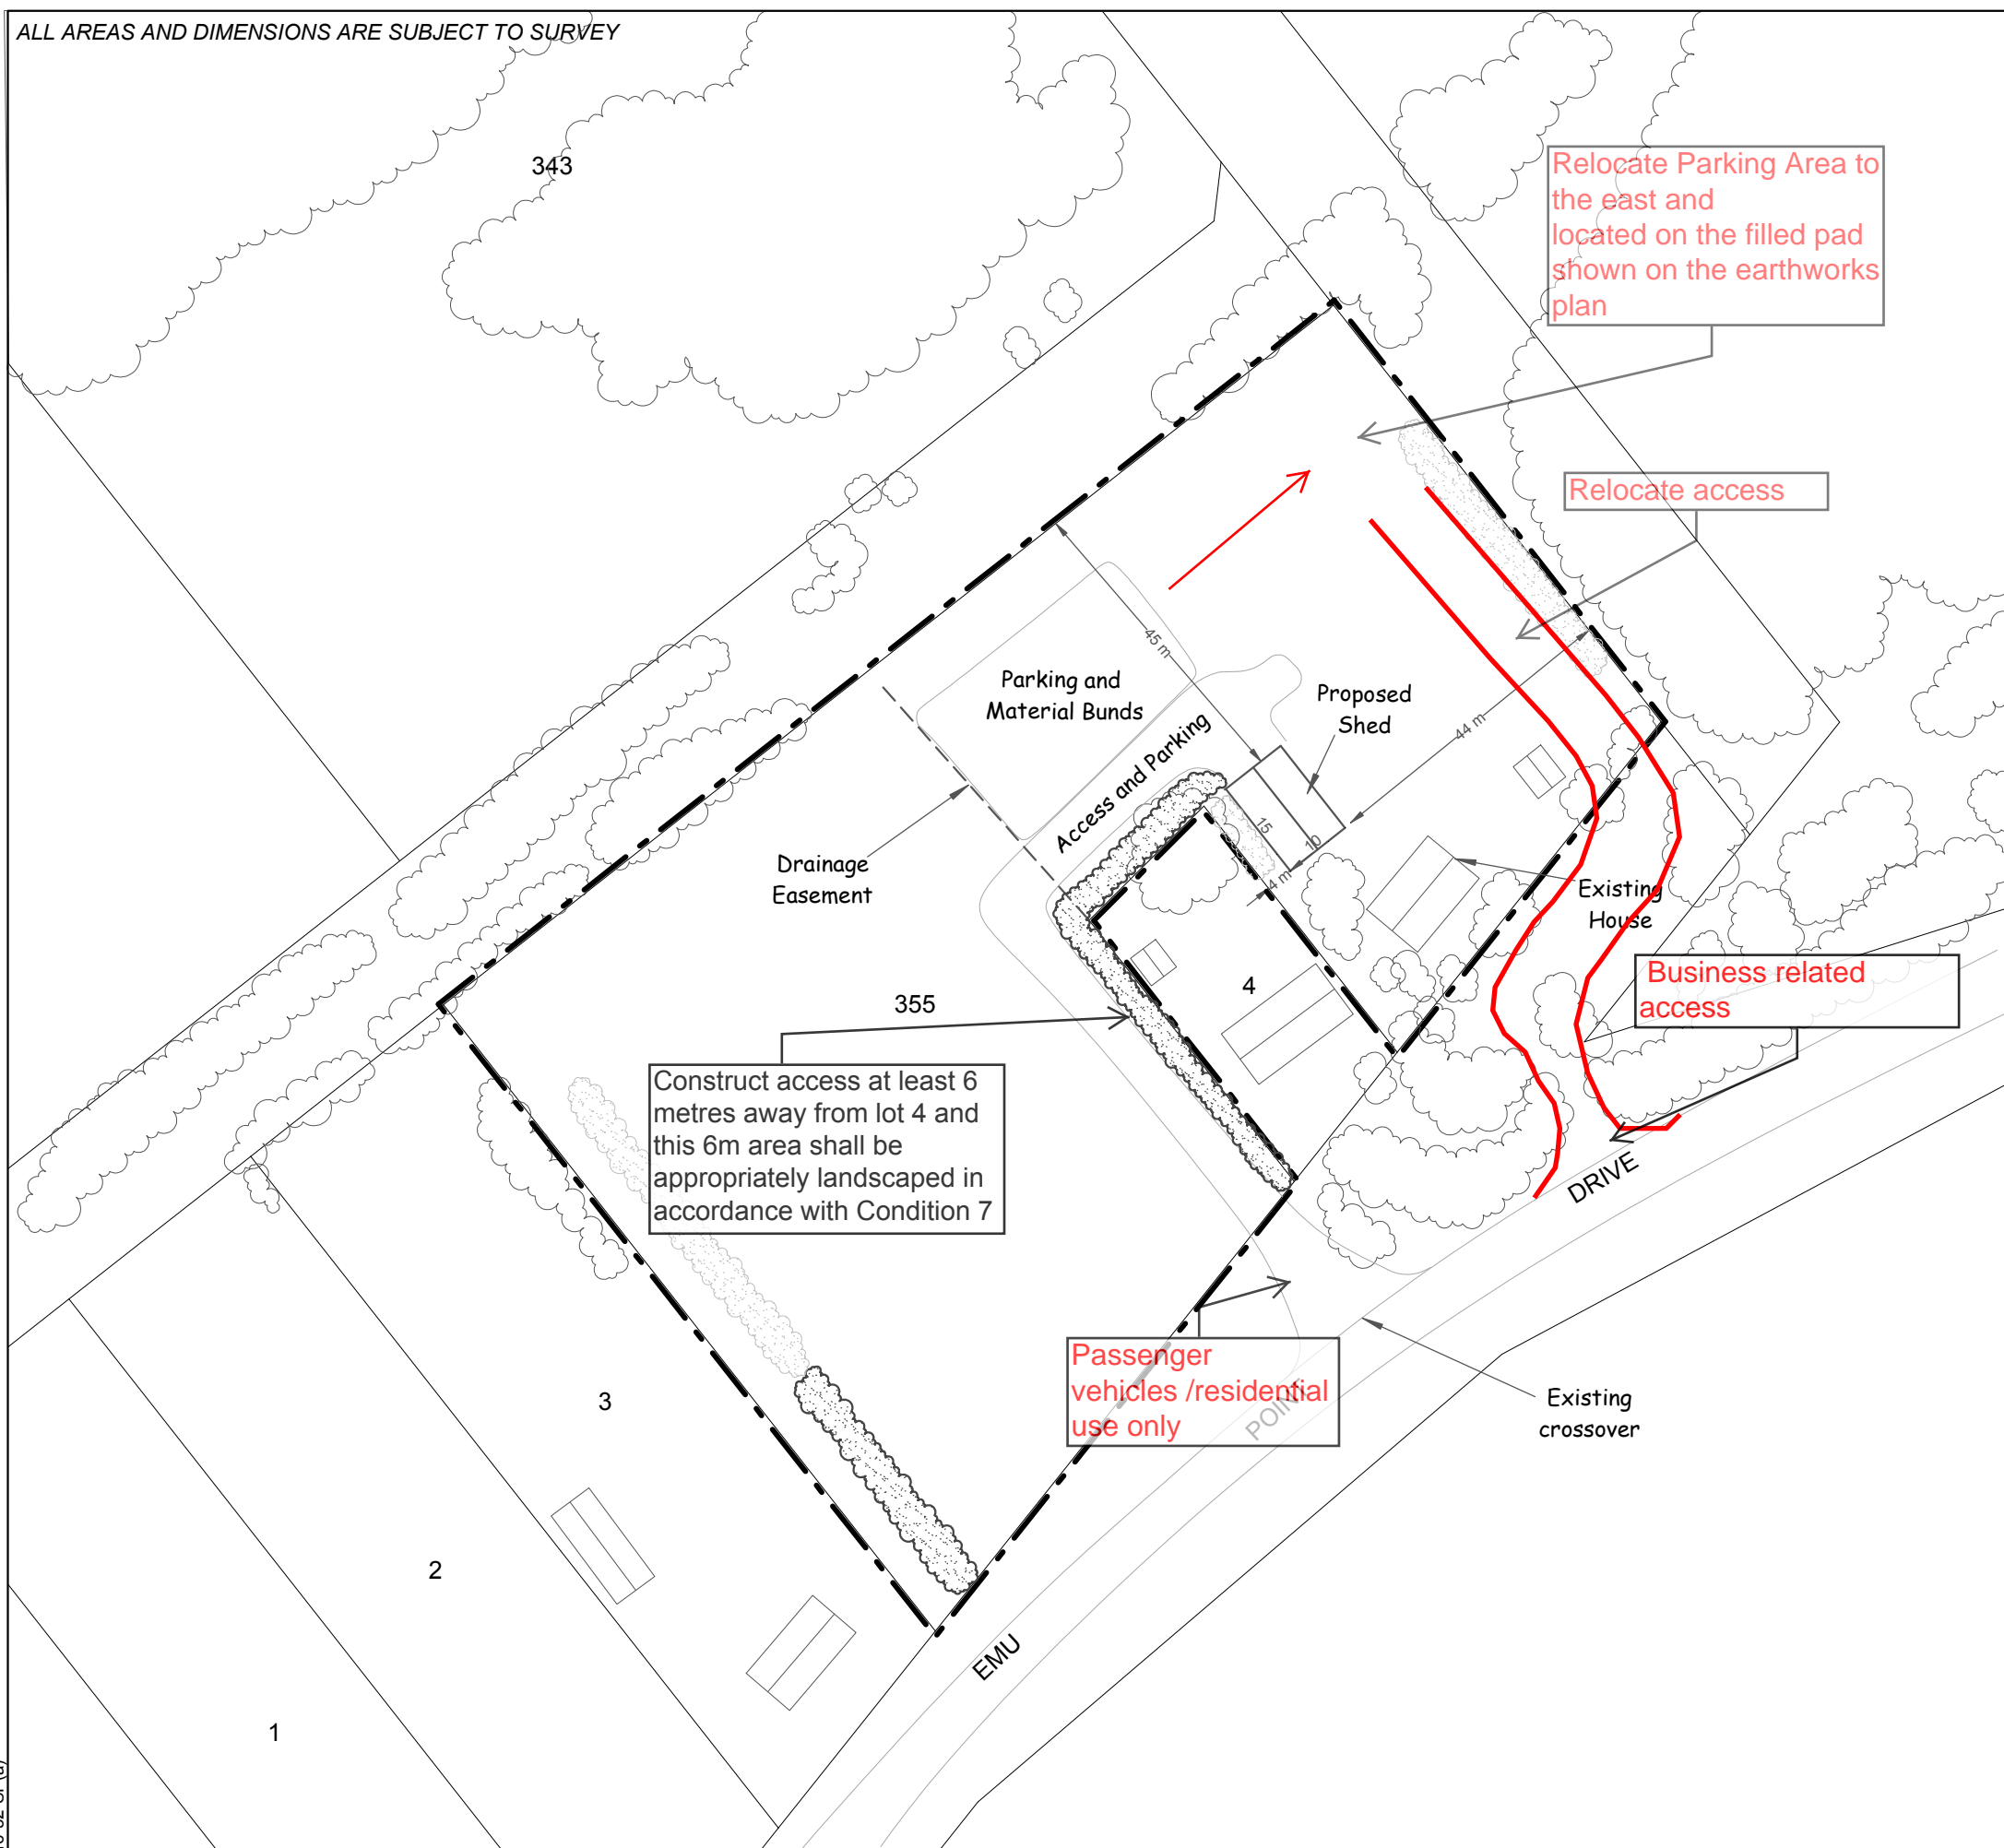 ALL AREAS AND DIMENSIONS ARE SUBJECT TO SURVEY
343
Relocate Parking Area to
the east and
located on the filled pad
shown on the earthworks
plan
Relocate access
45 m
Parking and
Material Bunds
Proposed
Shed
44 m
Access and Parking
15
10
4 m
Drainage
Easement
Existing
House
Business related
access
4
355
Construct access at least 6
metres away from lot 4 and
this 6m area shall be
appropriately landscaped in
accordance with Condition 7
DRIVE
Passenger
vehicles /residential
use only
POINT
Existing
crossover
3
2
EMU
1